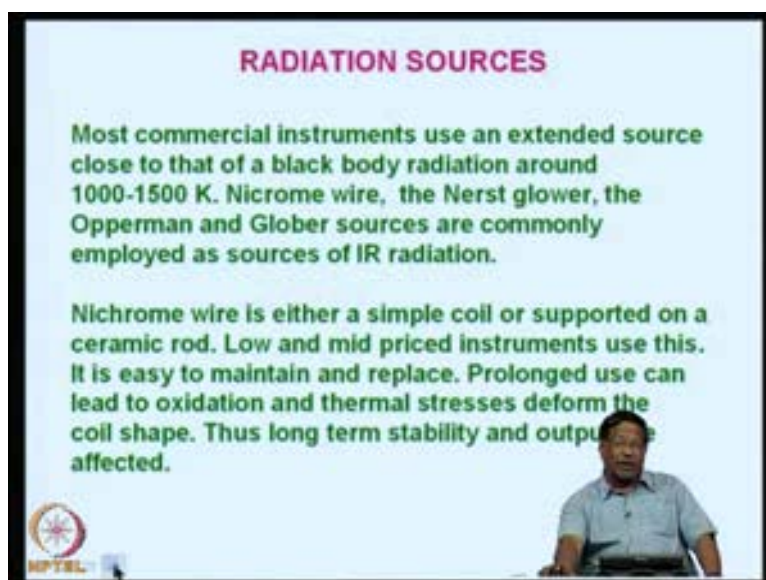 RADIATION SOURCES
Most commercial instruments use an extended source
close to that of a black body radiation around
1000-1500 K. Nicrome wire, the Nerst glower, the
Opperman and Glober sources are commonly
employed as sources of IR radiation.
Nichrome wire is either a simple coil or supported on a
ceramic rod. Low and mid priced instruments use this.
It is easy to maintain and replace. Prolonged use can
lead to oxidation and thermal stresses deform the
coil shape. Thus long term stability and outpu e
affected.
NPTEL